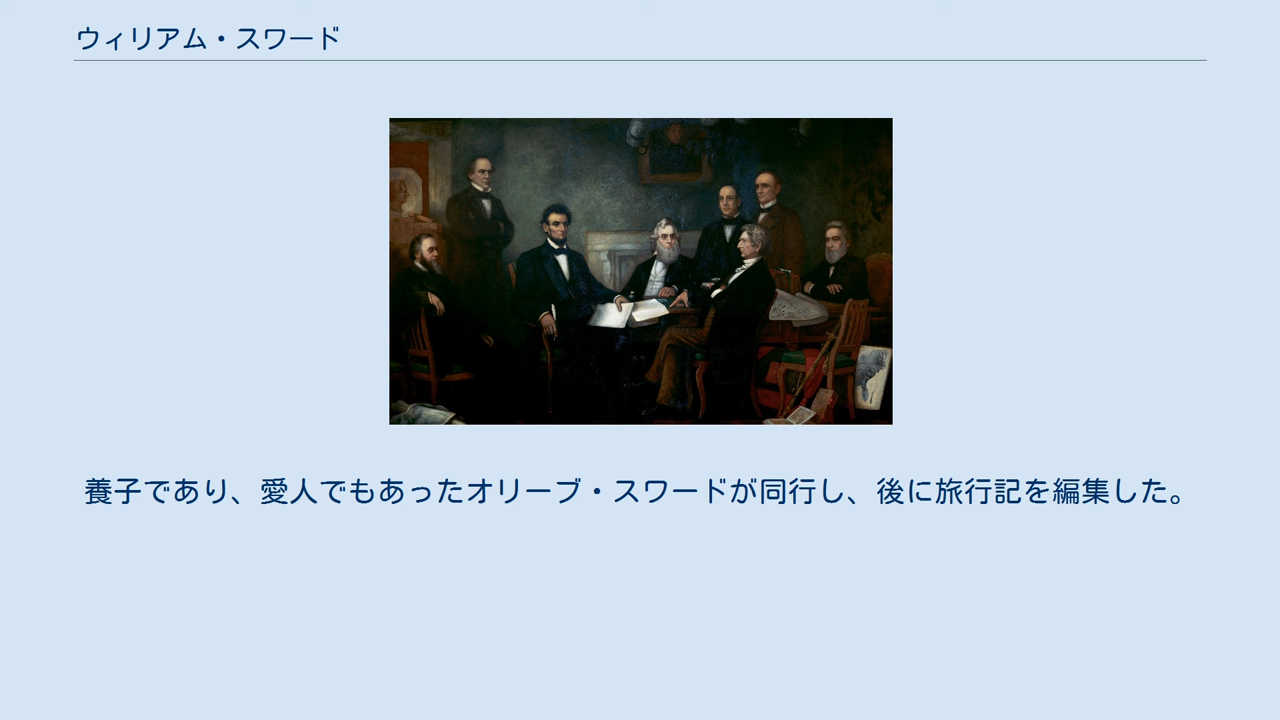 ウィリアム・スワード
養子であり、愛人でもあったオリーブ・スワードが同行し、後に旅行記を編集した。